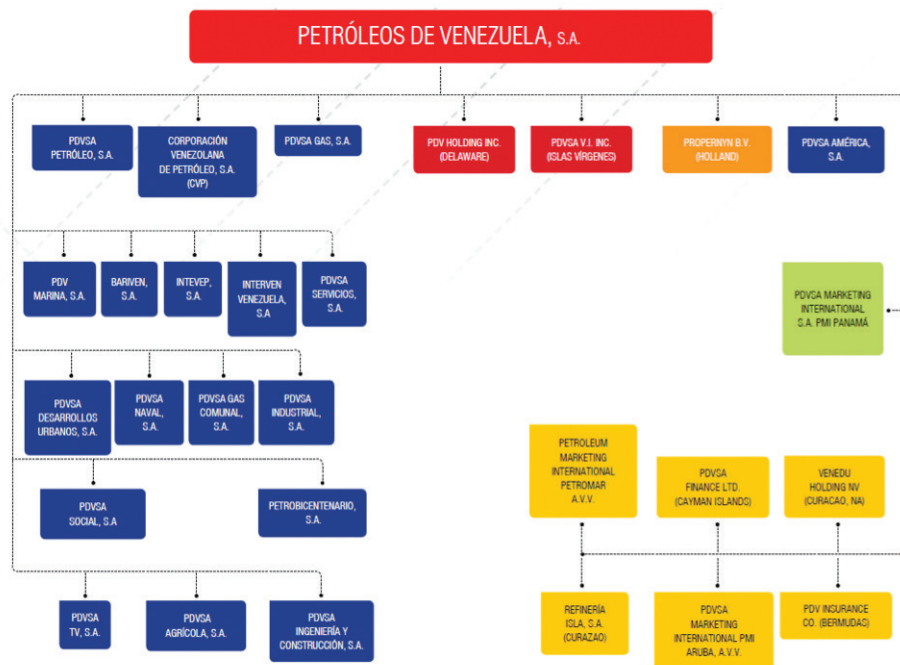 PETRÓLEOS DE VENEZUELA, S.A.
PDVSA
PETRÓLEO, S.A.
CORPORACIÓN
VENEZOLANA
DE PETRÓLEO, S.A.
(CVP)
PDVSA GAS, S.A.
PDV HOLDING INC.
(DELAWARE)
PDVSA V.I. INC.
(ISLAS VÍRGENES)
PROPERNYN B.V.
(HOLLAND)
PDVSA AMÉRICA,
S.A.
PDV
MARINA, S.A.
BARIVEN,
S.A.
INTEVEP,
S.A.
INTERVEN
VENEZUELA,
S.A
PDVSA
SERVICIOS,
S.A.
PDVSA MARKETING
INTERNATIONAL
S.A. PMI PANAMÁ
PDVSA
DESARROLLOS
URBANOS, S.A.
PDVSA
NAVAL,
S.A.
PDVSA GAS
COMUNAL,
S.A.
PDVSA
INDUSTRIAL,
S.A.
PETROLEUM
MARKETING
INTERNATIONAL
PETROMAR
A.V.V.
PDVSA
FINANCE LTD.
(CAYMAN ISLANDS)
VENEDU
HOLDING NV
(CURACAO, NA)
PDVSA
SOCIAL, S.A
PETROBICENTENARIO,
S.A.
PDVSA
TV, S.A.
PDVSA
AGRÍCOLA, S.A.
PDVSA
INGENIERÍA Y
CONSTRUCCIÓN, S.A.
REFINERÍA
ISLA, S.A.
(CURAZAO)
PDVSA
MARKETING
INTERNATIONAL PMI
ARUBA, A.V.V.
PDV INSURANCE
CO. (BERMUDAS)